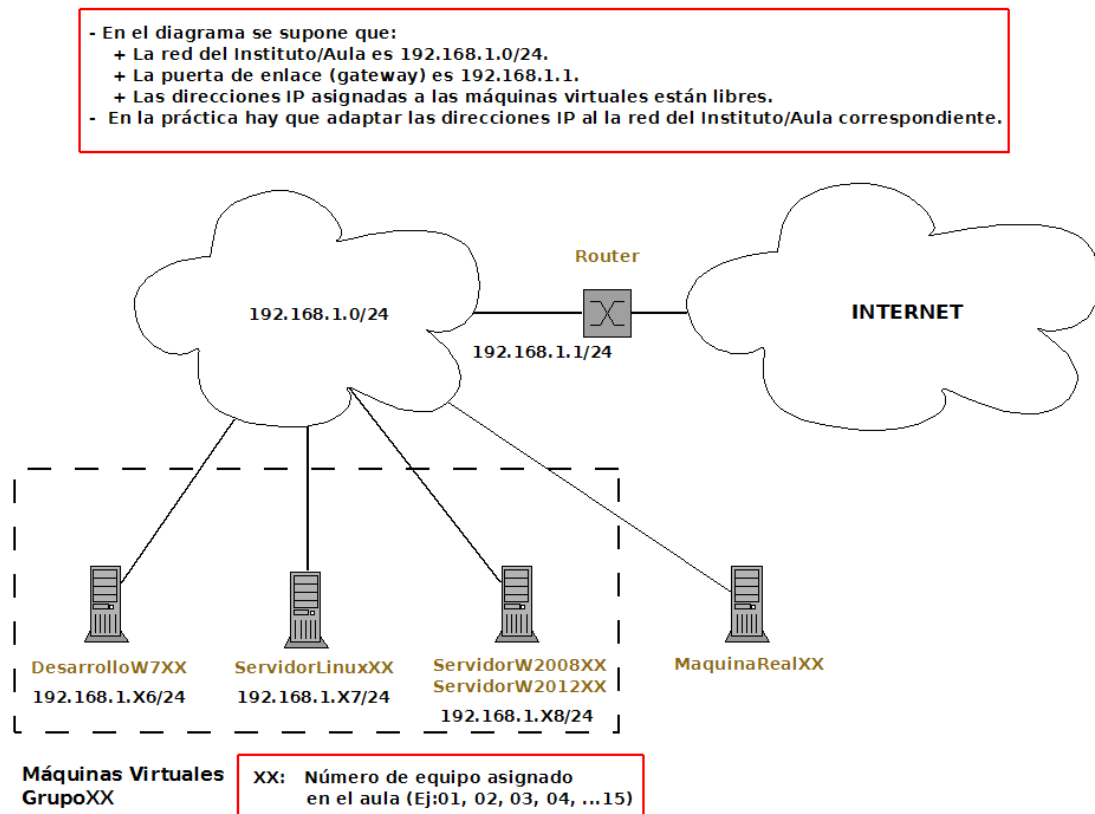 - En el diagrama se supone que:
+ La red del Instituto/Aula es 192.168.1.0/24.
+ La puerta de enlace (gateway) es 192.168.1.1.
+ Las direcciones IP asignadas a las máquinas virtuales están libres.
- En la práctica hay que adaptar las direcciones IP al la red del Instituto/Aula correspondiente.
Router
192.168.1.0/24
INTERNET
192.168.1.1/24
DesarrolloW7XX
192.168.1.X6/24
ServidorLinuxXX
192.168.1.X7/24
ServidorW2008XX
ServidorW2012XX
192.168.1.X8/24
MaquinaRealXX
Máquinas Virtuales
GrupoXX
XX: Número de equipo asignado
en el aula (Ej:01, 02, 03, 04, ...15)